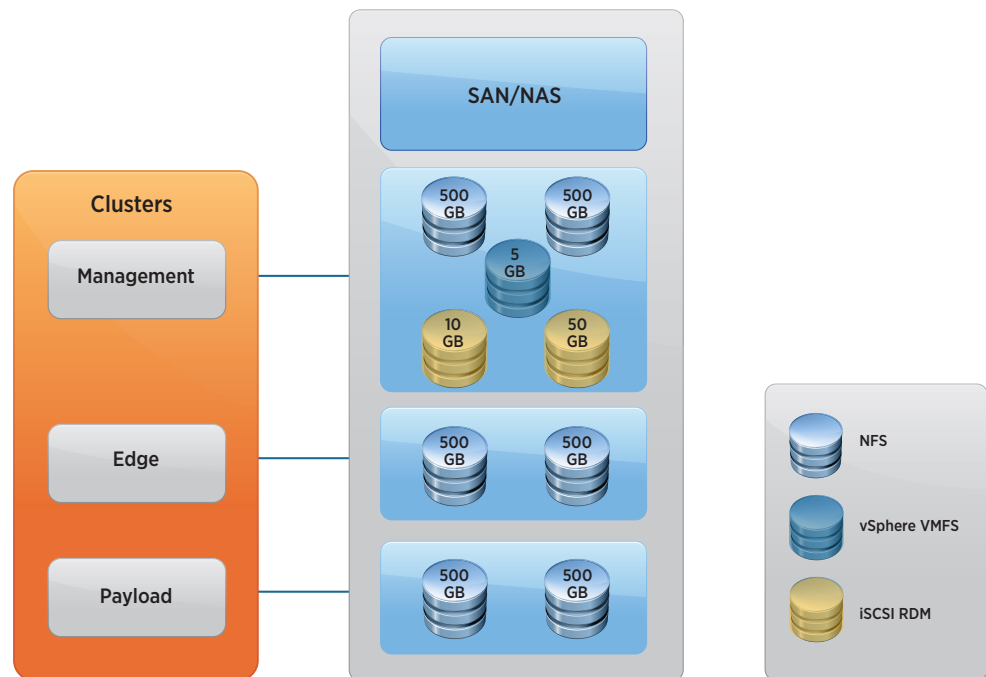 SAN/NAS
Clusters
500
GB
500
GB
5
GB
Management
10
GB
50
GB
Edge
500
GB
500
GB
Payload
500
GB
500
GB
NFS
vSphere VMFS
iSCSI RDM